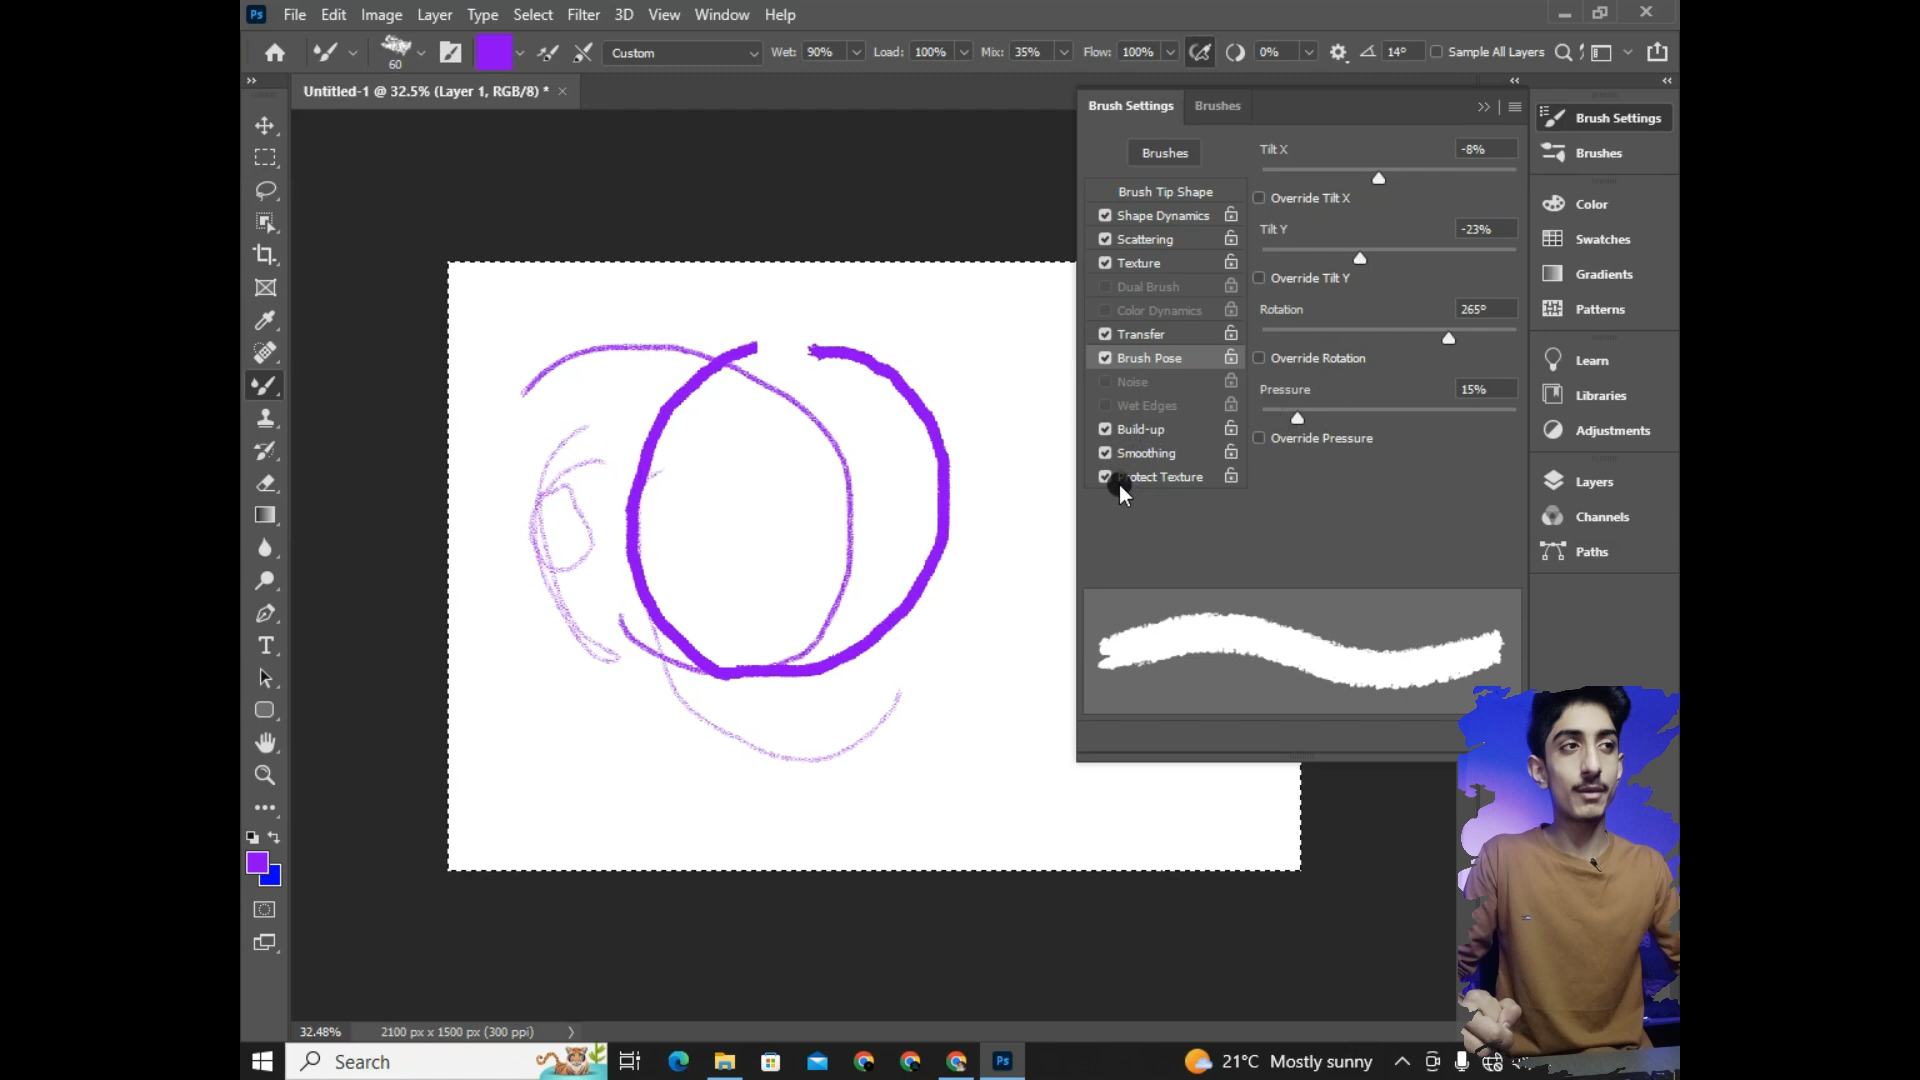 Ps File Edit Image Layer Type Select Filter 3D View Window Help
60 Custom Wet: 90% Load: 100% Mix: 35% Flow: 100% 0% 14° Sample All Layers
Untitled-1 @ 32.5% (Layer 1, RGB/8) *
Brush Settings Brushes
Brushes
Brush Tip Shape
Shape Dynamics
Scattering
Texture
Dual Brush
Color Dynamics
Transfer
Brush Pose
Noise
Wet Edges
Build-up
Smoothing
Protect Texture
Tilt X -8%
Override Tilt X
Tilt Y -23%
Override Tilt Y
Rotation 265°
Override Rotation
Pressure 15%
Override Pressure
Brush Settings
Brushes
Color
Swatches
Gradients
Patterns
Learn
Libraries
Adjustments
Layers
Channels
Paths
T
32.48% 2100 px x 1500 px (300 ppi)
Search Ps 21°C Mostly sunny